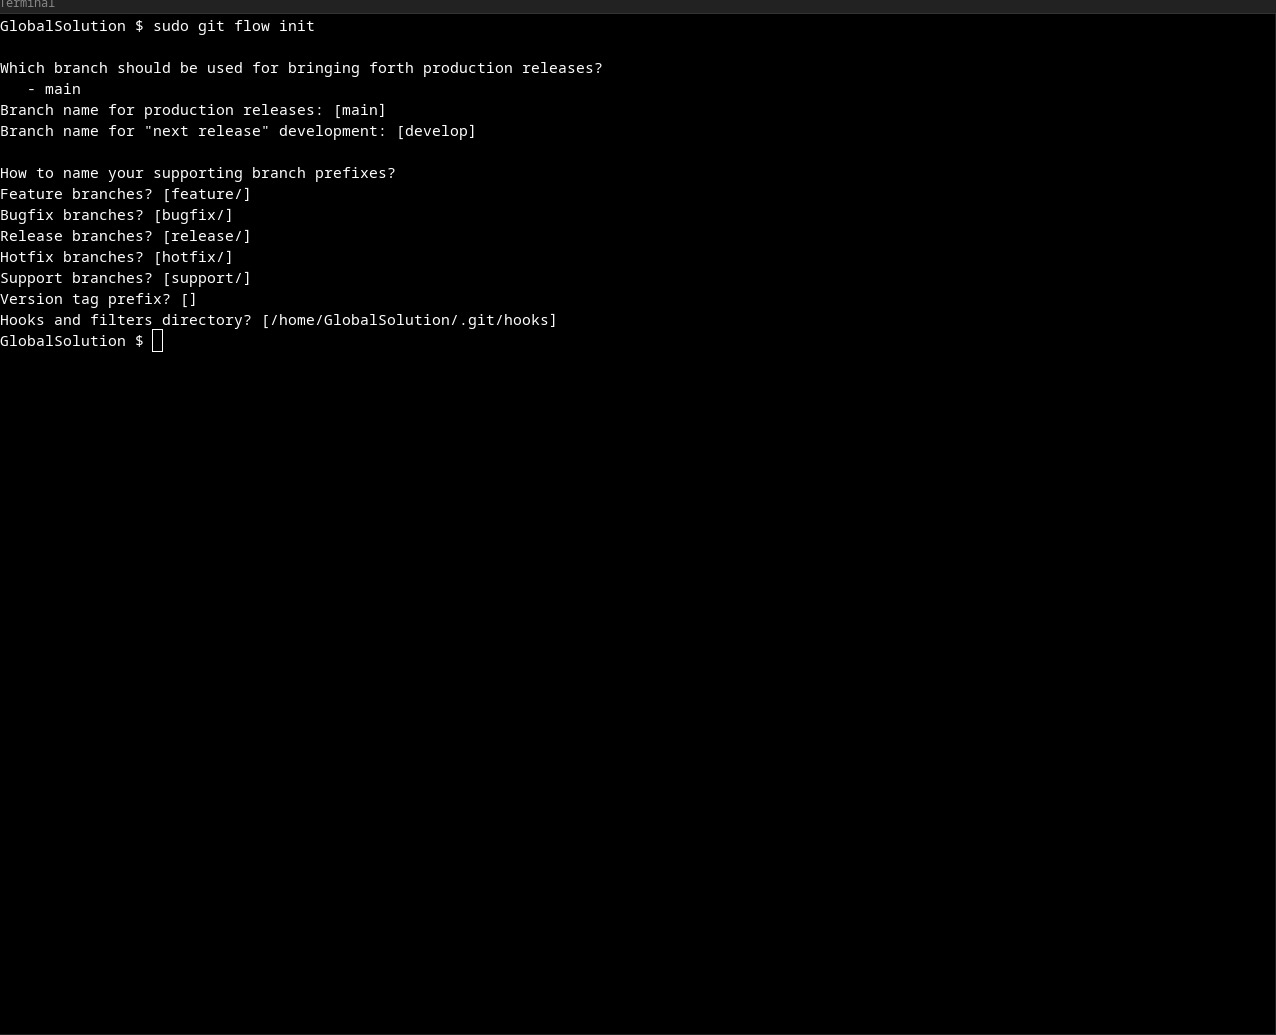 Terminal
GlobalSolution $ sudo git flow init
Which branch should be used for bringing forth production releases?
- main
Branch name for production releases: [main]
Branch name for "next release" development: [develop]
How to name your supporting branch prefixes?
Feature branches? [feature/]
Bugfix branches? [bugfix/]
Release branches? [release/]
Hotfix branches? [hotfix/]
Support branches? [support/]
Version tag prefix? []
Hooks and filters directory? [/home/GlobalSolution/.git/hooks]
GlobalSolution $